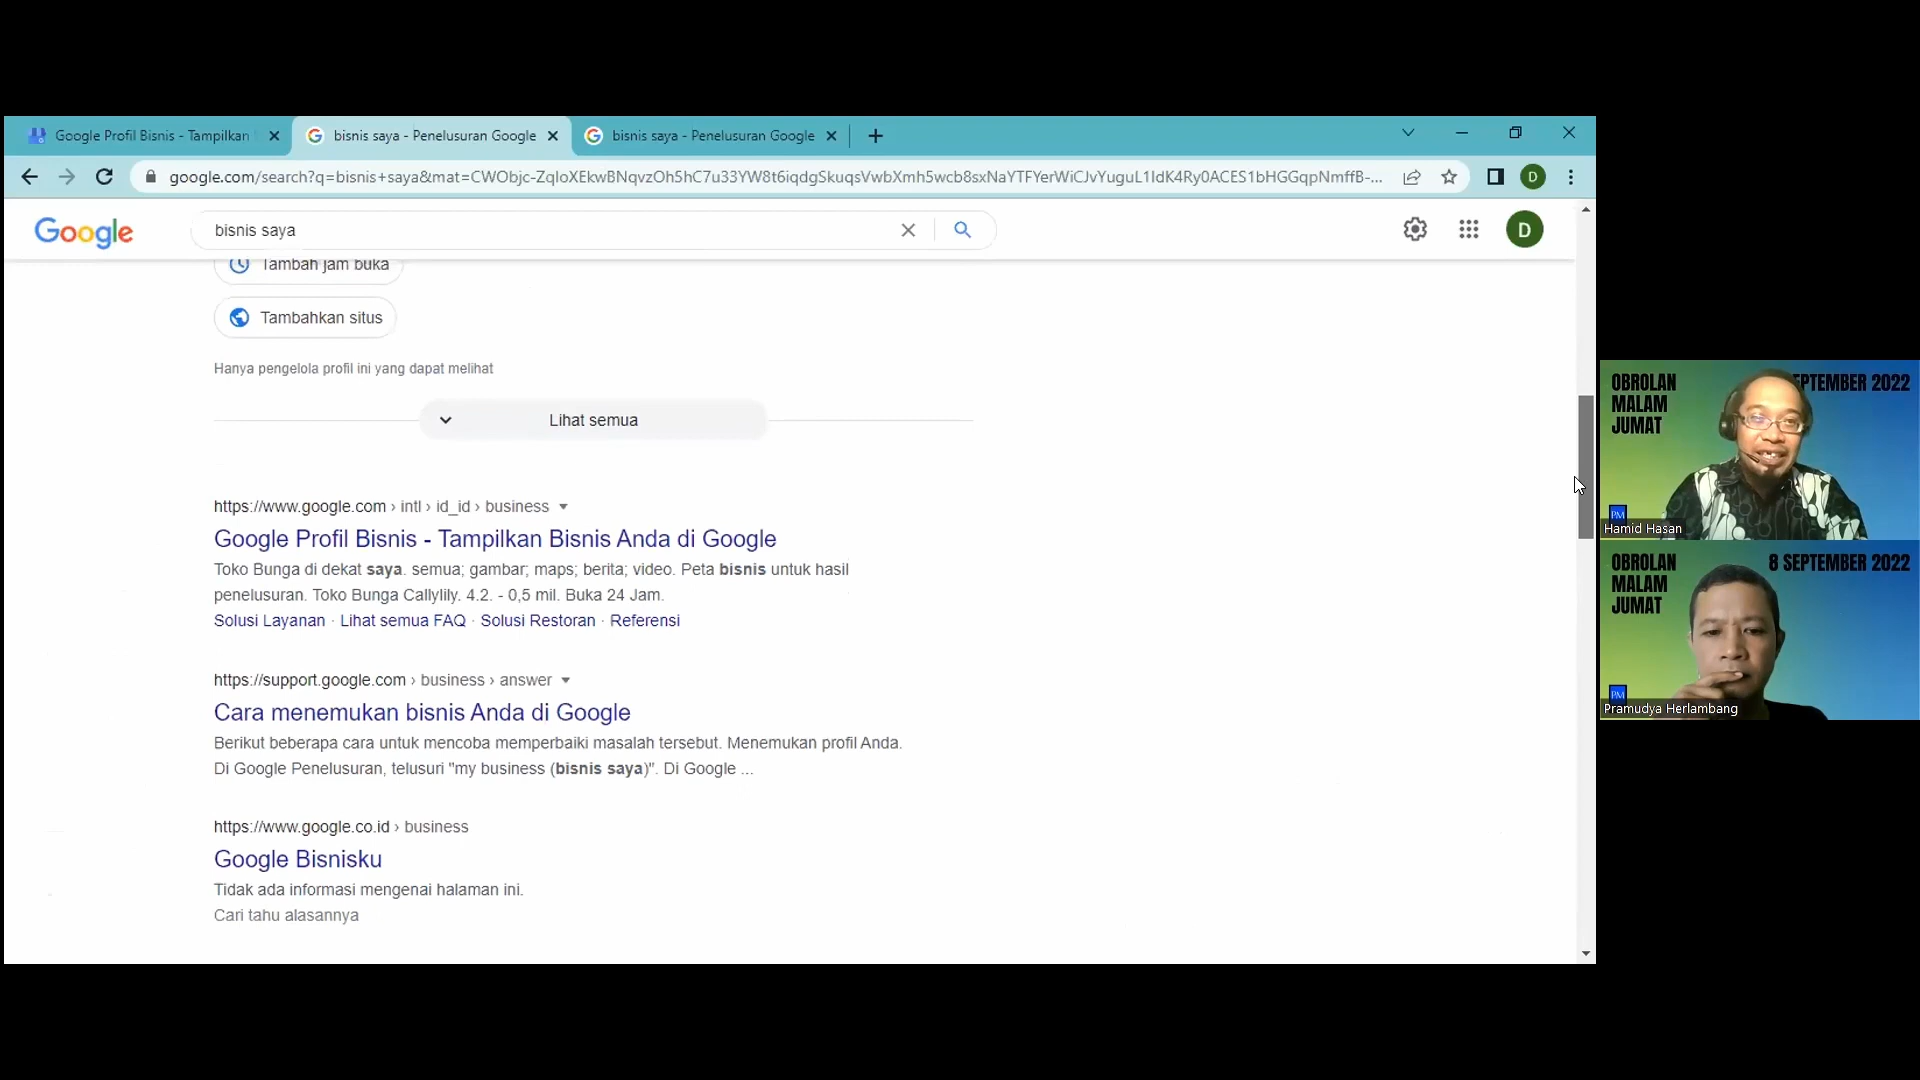 Google Profil Bisnis - Tampilkan
bisnis saya - Penelusuran Google
bisnis saya - Penelusuran Google
google.com/search?q=bisnis+saya&mat=
D
Google
bisnis saya
D
Tambah jam buka
Tambahkan situs
Hanya pengelola profil ini yang dapat melihat
Lihat semua
https://www.google.com › intl › id_id › business
Google Profil Bisnis - Tampilkan Bisnis Anda di Google
Toko Bunga di dekat saya. semua; gambar; maps; berita; video. Peta bisnis untuk hasil
penelusuran. Toko Bunga Callylily. 4.2. - 0,5 mil. Buka 24 Jam.
Solusi Layanan · Lihat semua FAQ · Solusi Restoran · Referensi
https://support.google.com › business › answer
Cara menemukan bisnis Anda di Google
Berikut beberapa cara untuk mencoba memperbaiki masalah tersebut. Menemukan profil Anda.
Di Google Penelusuran, telusuri "my business (bisnis saya)". Di Google ...
https://www.google.co.id › business
Google Bisnisku
Tidak ada informasi mengenai halaman ini.
Cari tahu alasannya
OBROLAN
MALAM
JUMAT
EPTEMBER 2022
PM
Hamid Hasan
OBROLAN
MALAM
JUMAT
8 SEPTEMBER 2022
PM
Pramudya Herlambang